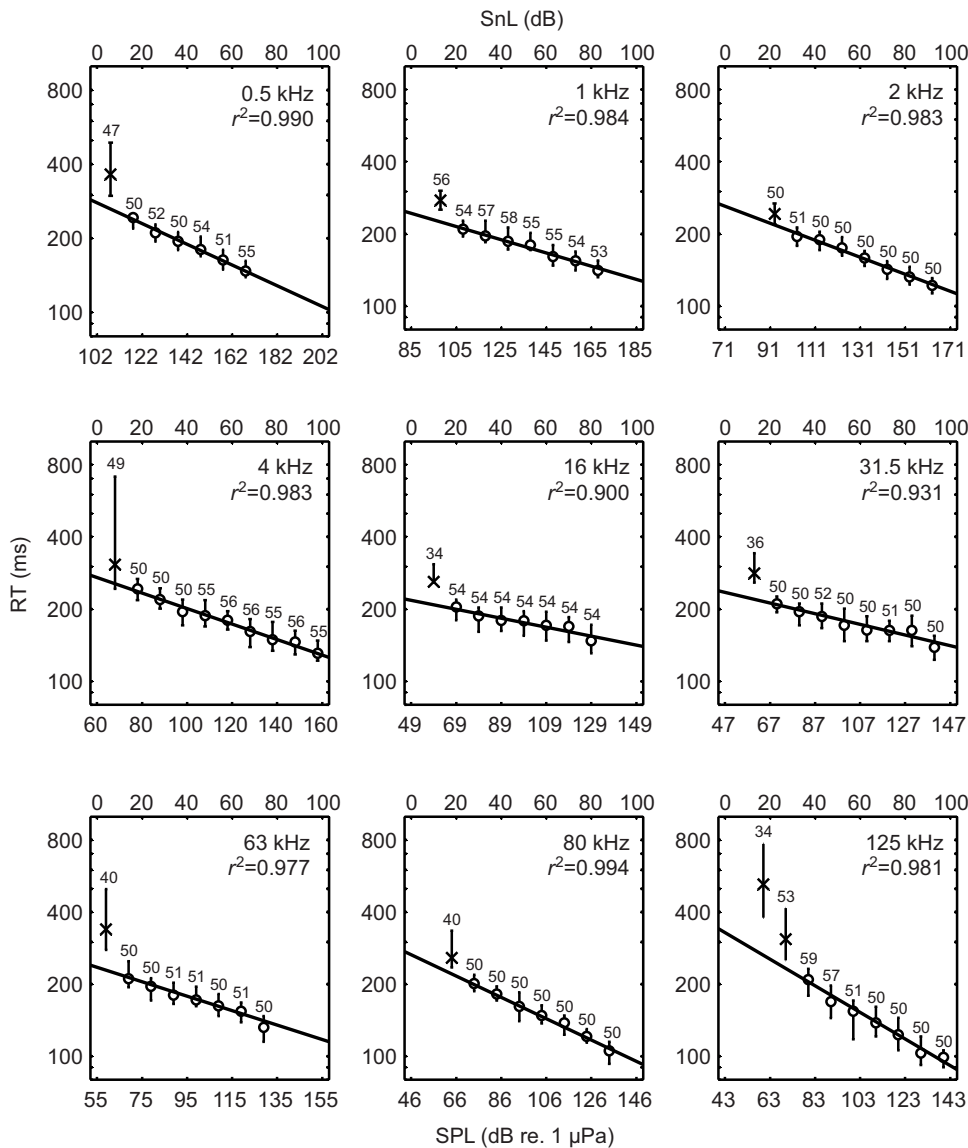 SnL (dB)
0 20 40 60 80 100
0 20 40 60 80 100
0 20 40 60 80 100
800
400
200
100
0.5 kHz
r²=0.990
47
50
52
50
54
51
55
102 122 142 162 182 202
800
400
200
100
1 kHz
r²=0.984
56
54
57
58
55
55
54
53
85 105 125 145 165 185
800
400
200
100
2 kHz
r²=0.983
50
51
50
50
50
50
50
50
71 91 111 131 151 171
0 20 40 60 80 100
0 20 40 60 80 100
0 20 40 60 80 100
RT (ms)
800
400
200
100
4 kHz
r²=0.983
49
50
50
50
55
56
56
55
56
55
60 80 100 120 140 160
800
400
200
100
16 kHz
r²=0.900
34
54
54
54
54
54
54
54
49 69 89 109 129 149
800
400
200
100
31.5 kHz
r²=0.931
36
50
50
52
50
50
51
50
50
47 67 87 107 127 147
0 20 40 60 80 100
0 20 40 60 80 100
0 20 40 60 80 100
800
400
200
100
63 kHz
r²=0.977
40
50
50
51
51
50
51
50
55 75 95 115 135 155
800
400
200
100
80 kHz
r²=0.994
40
50
50
50
50
50
50
50
46 66 86 106 126 146
800
400
200
100
125 kHz
r²=0.981
34
53
59
57
51
50
50
50
50
43 63 83 103 123 143
SPL (dB re. 1 μPa)